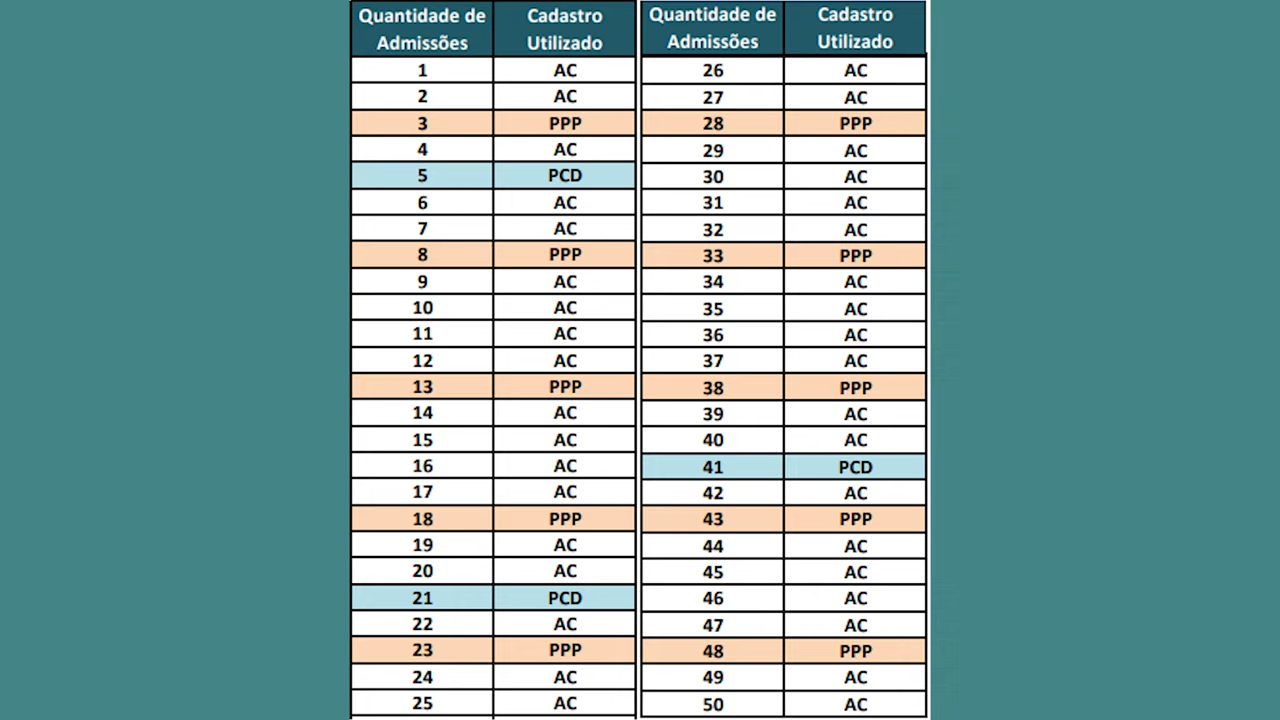 Quantidade de Admissões Cadastro Utilizado
1 AC
2 AC
3 PPP
4 AC
5 PCD
6 AC
7 AC
8 PPP
9 AC
10 AC
11 AC
12 AC
13 PPP
14 AC
15 AC
16 AC
17 AC
18 PPP
19 AC
20 AC
21 PCD
22 AC
23 PPP
24 AC
25 AC
Quantidade de Admissões Cadastro Utilizado
26 AC
27 AC
28 PPP
29 AC
30 AC
31 AC
32 AC
33 PPP
34 AC
35 AC
36 AC
37 AC
38 PPP
39 AC
40 AC
41 PCD
42 AC
43 PPP
44 AC
45 AC
46 AC
47 AC
48 PPP
49 AC
50 AC